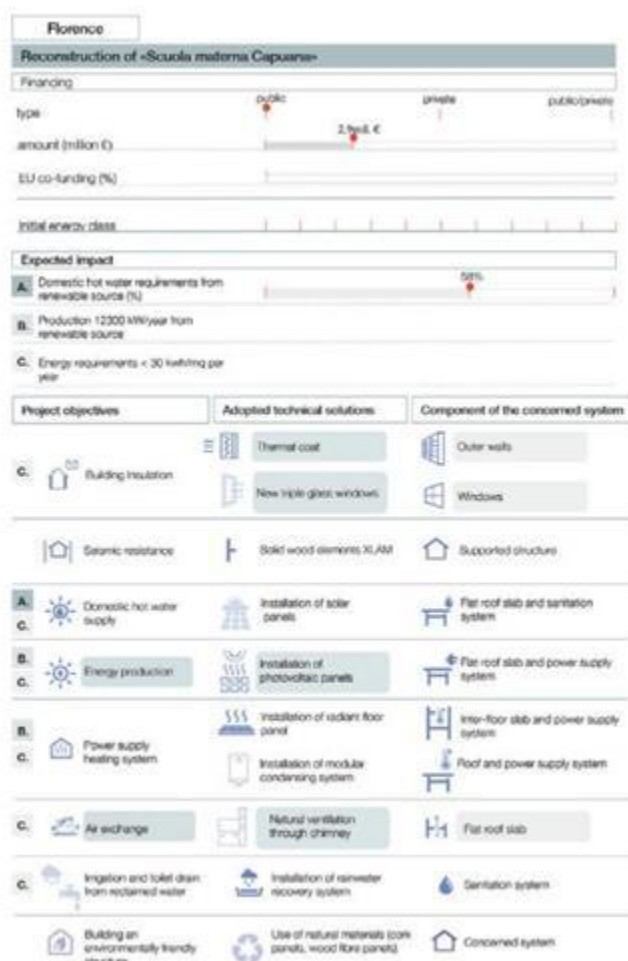 Florence
Reconstruction of «Scuola materna Capuana»
Financing
type
public
private
public/private
amount (million €)
2,9mil. €
EU co-funding (%)
Initial energy class
Expected impact
A. Domestic hot water requirements from
renewable source (%)
58%
B. Production 12300 kW/year from
renewable source
C. Energy requirements < 30 kwh/mq per
year
Project objectives
Adopted technical solutions
Component of the concerned system
C. Building Insulation
Thermal coat
Outer walls
New triple glass windows
Windows
Seismic resistance
Solid wood elements XLAM
Supported structure
A.
C.
Domestic hot water
supply
Installation of solar
panels
Flat roof slab and sanitation
system
B.
C.
Energy production
Installation of
photovoltaic panels
Flat roof slab and power supply
system
B.
C.
Power supply
heating system
Installation of radiant floor
panel
Inter-floor slab and power supply
system
Installation of modular
condensing system
Roof and power supply system
C. Air exchange
Natural ventilation
through chimney
Flat roof slab
C. Irrigation and toilet drain
from reclaimed water
Installation of rainwater
recovery system
Sanitation system
Building an
environmentally friendly
structure
Use of natural materials (cork
panels, wood fibre panels)
Concerned system